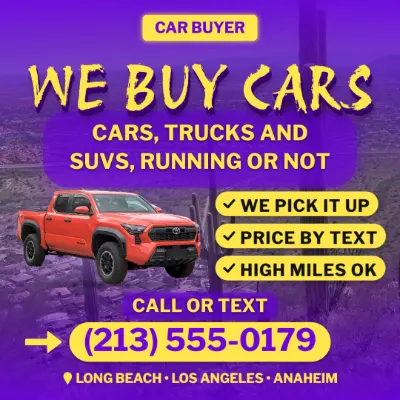 CAR BUYER
WE BUY CARS
CARS, TRUCKS AND
SUVS, RUNNING OR NOT
✓ WE PICK IT UP
✓ PRICE BY TEXT
✓ HIGH MILES OK
CALL OR TEXT
→ (213) 555-0179
LONG BEACH • LOS ANGELES • ANAHEIM